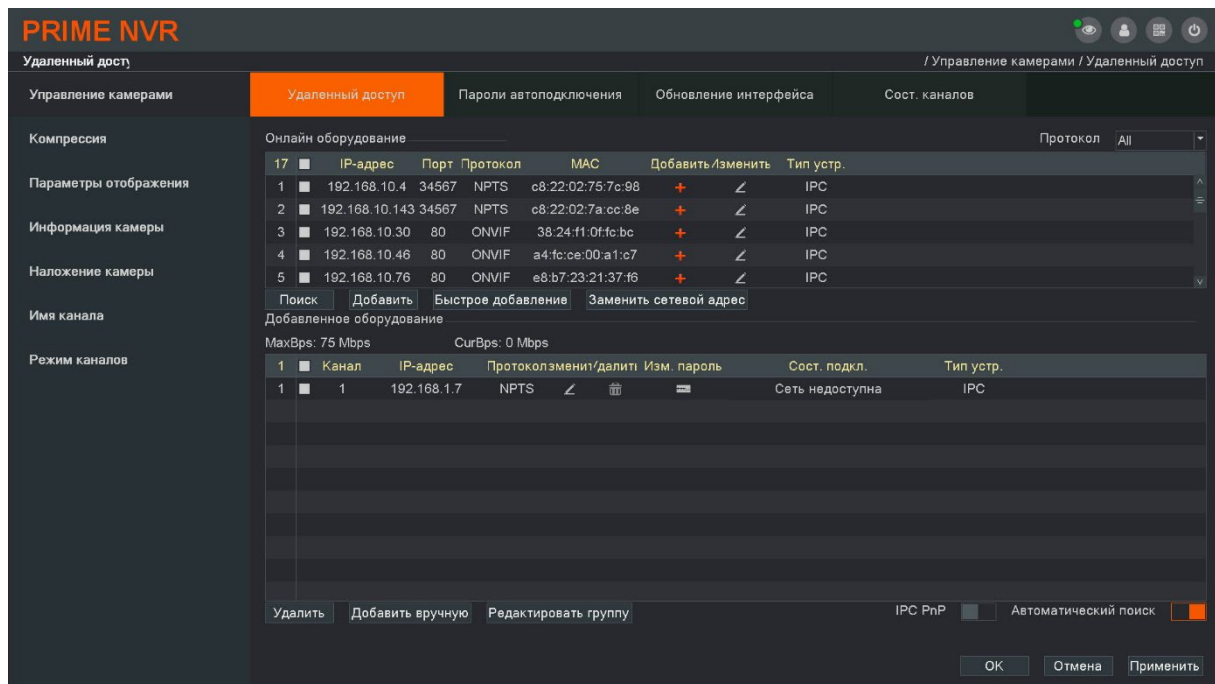 PRIME NVR
Удаленный досту / Управление камерами / Удаленный доступ
Управление камерами
Удаленный доступ Пароли автоподключения Обновление интерфейса Сост. каналов
Компрессия
Параметры отображения
Информация камеры
Наложение камеры
Имя канала
Режим каналов
Онлайн оборудование Протокол All
17 IP-адрес Порт Протокол MAC Добавить Изменить Тип устр.
1 192.168.10.4 34567 NPTS c8:22:02:75:7c:98 + IPC
2 192.168.10.143 34567 NPTS c8:22:02:7a:cc:8e + IPC
3 192.168.10.30 80 ONVIF 38:24:f1:0f:fc:bc + IPC
4 192.168.10.46 80 ONVIF a4:fc:ce:00:a1:c7 + IPC
5 192.168.10.76 80 ONVIF e8:b7:23:21:37:f6 + IPC
Поиск Добавить Быстрое добавление Заменить сетевой адрес
Добавленное оборудование
MaxBps: 75 Mbps CurBps: 0 Mbps
1 Канал IP-адрес Протокол зменит далит Изм. пароль Сост. подкл. Тип устр.
1 1 192.168.1.7 NPTS Сеть недоступна IPC
Удалить Добавить вручную Редактировать группу IPC PnP Автоматический поиск
OK Отмена Применить